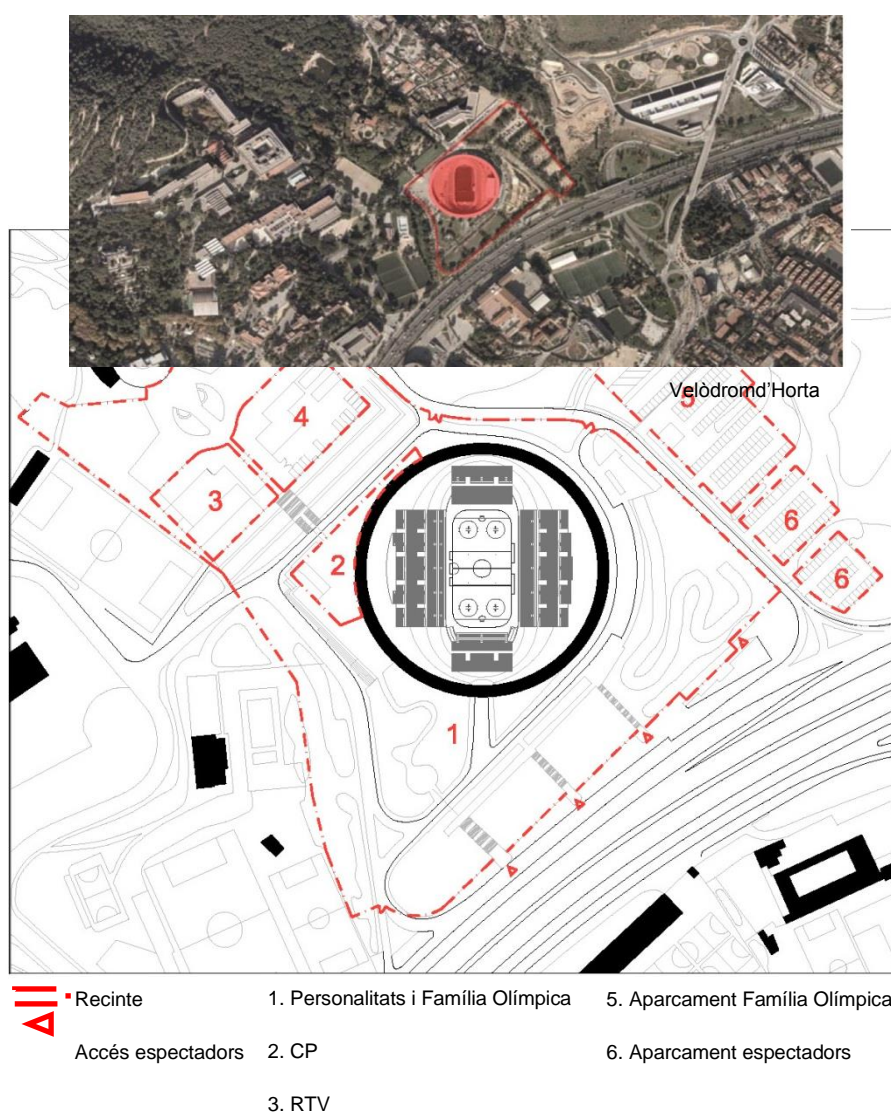 Velòdromd’Horta
5
4
3
6
2
6
1
Recinte
Accés espectadors
1. Personalitats i Família Olímpica
2. CP
3. RTV
5. Aparcament Família Olímpica
6. Aparcament espectadors